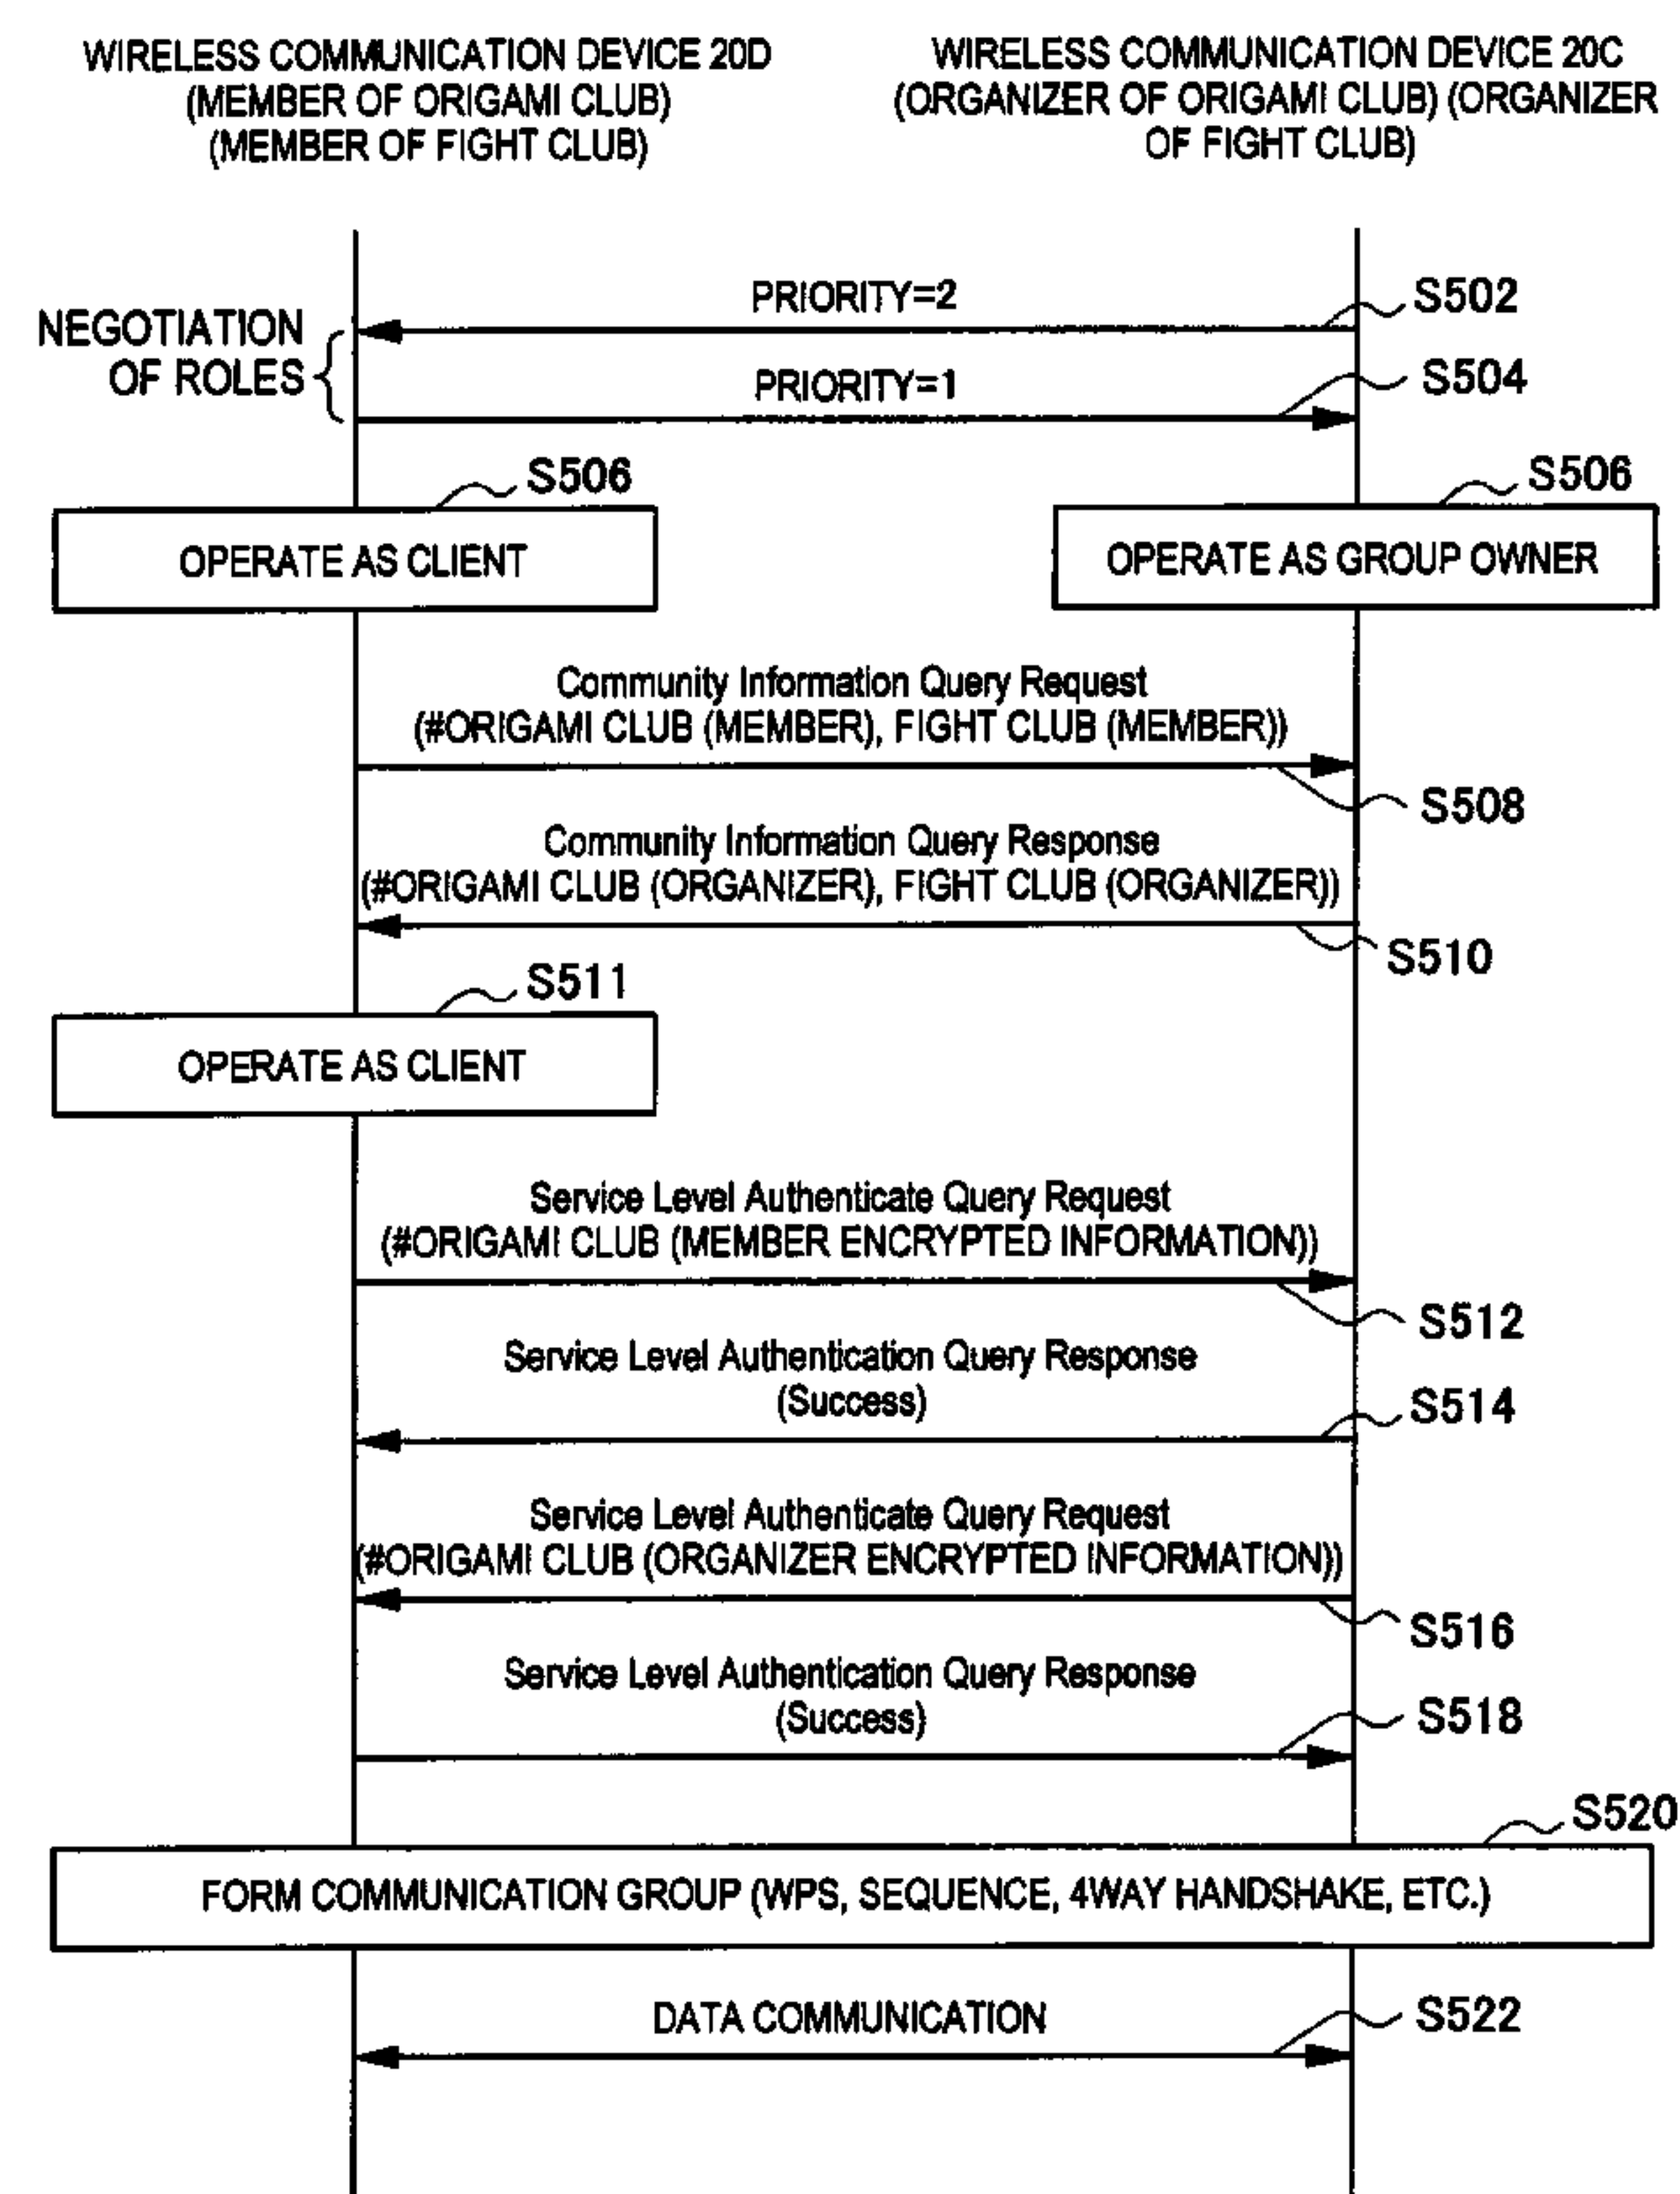 WIRELESS COMMUNICATION DEVICE 20D
(MEMBER OF ORIGAMI CLUB)
(MEMBER OF FIGHT CLUB)
WIRELESS COMMUNICATION DEVICE 20C
(ORGANIZER OF ORIGAMI CLUB) (ORGANIZER
OF FIGHT CLUB)
NEGOTIATION
OF ROLES
PRIORITY=2
S502
PRIORITY=1
S504
S506
OPERATE AS CLIENT
S506
OPERATE AS GROUP OWNER
Community Information Query Request
(#ORIGAMI CLUB (MEMBER), FIGHT CLUB (MEMBER))
S508
Community Information Query Response
(#ORIGAMI CLUB (ORGANIZER), FIGHT CLUB (ORGANIZER))
S510
S511
OPERATE AS CLIENT
Service Level Authenticate Query Request
(#ORIGAMI CLUB (MEMBER ENCRYPTED INFORMATION))
S512
Service Level Authentication Query Response
(Success)
S514
Service Level Authenticate Query Request
(#ORIGAMI CLUB (ORGANIZER ENCRYPTED INFORMATION))
S516
Service Level Authentication Query Response
(Success)
S518
S520
FORM COMMUNICATION GROUP (WPS, SEQUENCE, 4WAY HANDSHAKE, ETC.)
DATA COMMUNICATION
S522